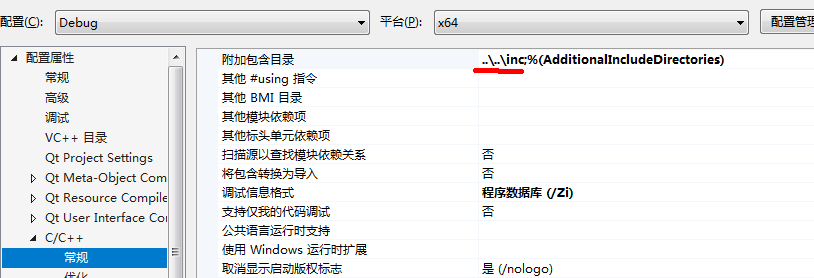 配置(C): Debug 平台(P): x64 配置管理
配置属性
常规
高级
调试
VC++ 目录
Qt Project Settings
Qt Meta-Object Com
Qt Resource Compile
Qt User Interface Co
C/C++
常规
优化
附加包含目录 ..\..\inc;%(AdditionalIncludeDirectories)
其他 #using 指令
其他 BMI 目录
其他模块依赖项
其他标头单元依赖项
扫描源以查找模块依赖关系 否
将包含转换为导入 否
调试信息格式 程序数据库 (/Zi)
支持仅我的代码调试 否
公共语言运行时支持
使用 Windows 运行时扩展
取消显示启动版权标志 是 (/nologo)